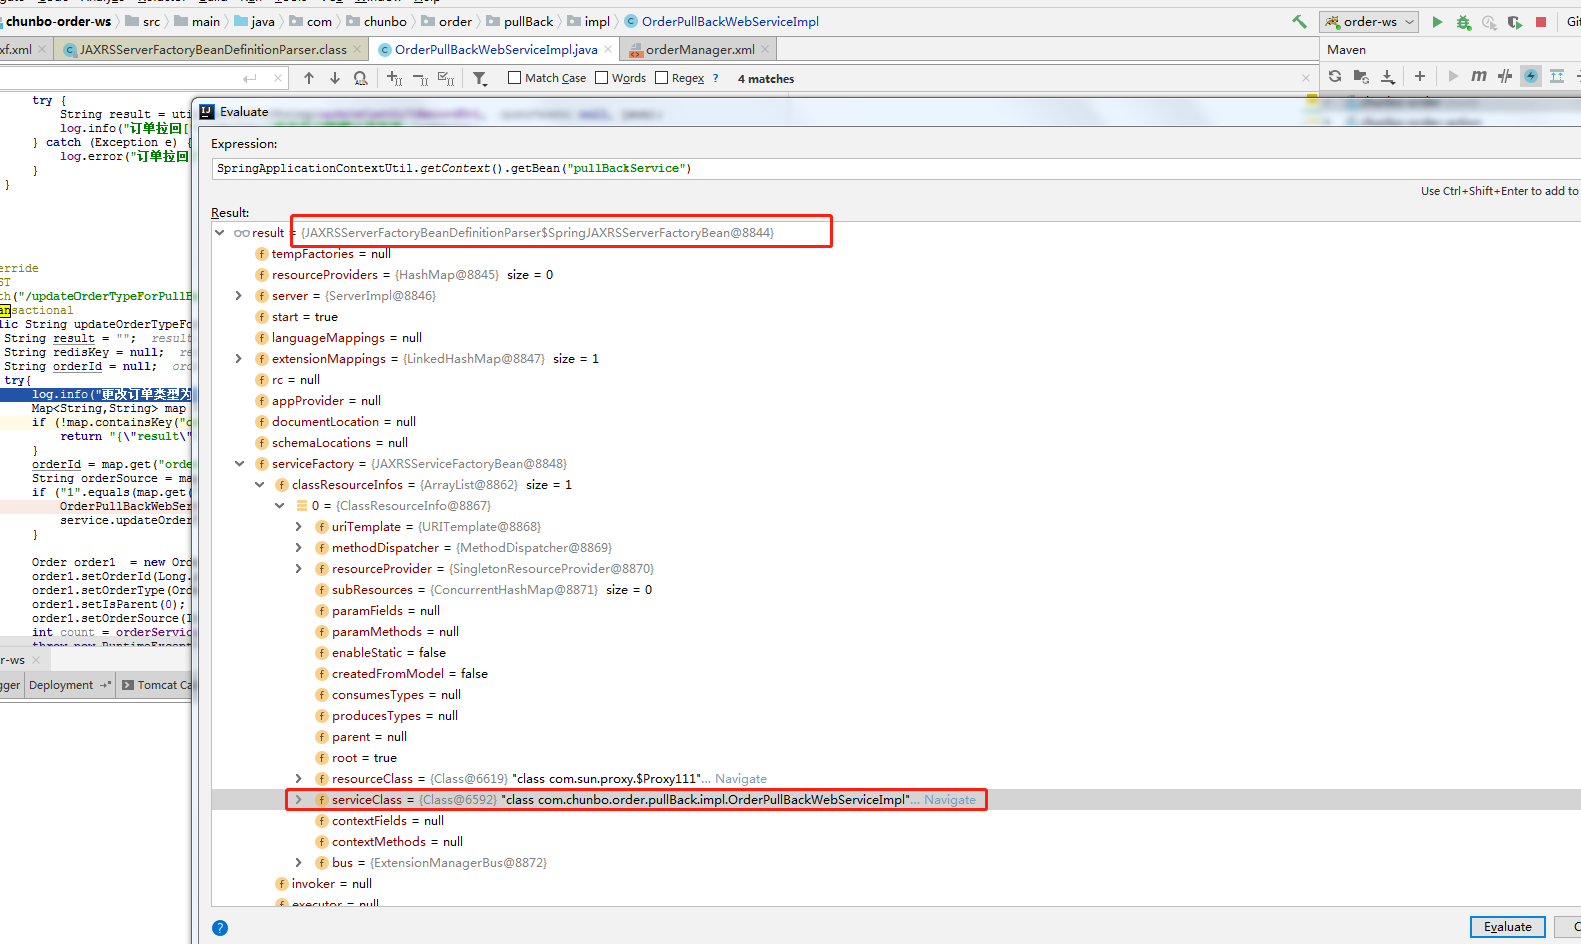 chunbo-order-ws src main java com chunbo order pullBack impl OrderPullBackWebServiceImpl order-ws
xf.xml JAXRSServerFactoryBeanDefinitionParser.class OrderPullBackWebServiceImpl.java orderManager.xml Maven
Match Case Words Regex ? 4 matches
try {
String result = uti
log.info("订单拉回[
} catch (Exception e) {
log.error("订单拉回
}
}
erride
ST
th("/updateOrderTypeForPullB
ansactional
lic String updateOrderTypeFo
String result = ""; result
String redisKey = null; re
String orderId = null; ord
try{
log.info("更改订单类型为
Map<String,String> map
if (!map.containsKey("o
return "{\"result\"
}
orderId = map.get("orde
String orderSource = ma
if ("1".equals(map.get(
OrderPullBackWebSer
service.updateOrder
}
Order order1 = new Ord
order1.setOrderId(Long.
order1.setOrderType(Ord
order1.setIsParent(0);
order1.setOrderSource(I
int count = orderServic
throw new RuntimeExcept
r-ws
gger Deployment Tomcat Ca
Evaluate
Expression:
SpringApplicationContextUtil.getContext().getBean("pullBackService")
Use Ctrl+Shift+Enter to add to
Result:
result = {JAXRSServerFactoryBeanDefinitionParser$SpringJAXRSServerFactoryBean@8844}
tempFactories = null
resourceProviders = {HashMap@8845} size = 0
server = {ServerImpl@8846}
start = true
languageMappings = null
extensionMappings = {LinkedHashMap@8847} size = 1
rc = null
appProvider = null
documentLocation = null
schemaLocations = null
serviceFactory = {JAXRSServiceFactoryBean@8848}
classResourceInfos = {ArrayList@8862} size = 1
0 = {ClassResourceInfo@8867}
uriTemplate = {URITemplate@8868}
methodDispatcher = {MethodDispatcher@8869}
resourceProvider = {SingletonResourceProvider@8870}
subResources = {ConcurrentHashMap@8871} size = 0
paramFields = null
paramMethods = null
enableStatic = false
createdFromModel = false
consumesTypes = null
producesTypes = null
parent = null
root = true
resourceClass = {Class@6619} "class com.sun.proxy.$Proxy111"... Navigate
serviceClass = {Class@6592} "class com.chunbo.order.pullBack.impl.OrderPullBackWebServiceImpl"... Navigate
contextFields = null
contextMethods = null
bus = {ExtensionManagerBus@8872}
invoker = null
executor = null
? Evaluate C